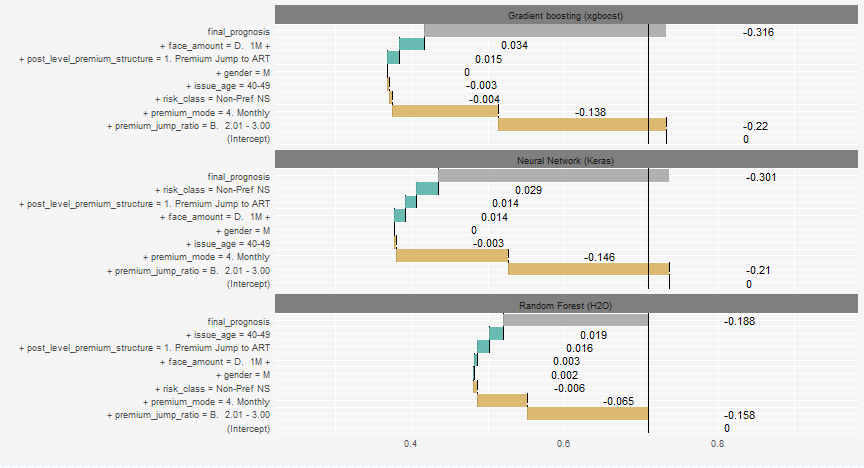 Gradient boosting (xgboost)
final_prognosis -0.316
+ face_amount = D.  1M + 0.034
+ post_level_premium_structure = 1. Premium Jump to ART 0.015
+ gender = M 0
+ issue_age = 40-49 -0.003
+ risk_class = Non-Pref NS -0.004
+ premium_mode = 4. Monthly -0.138
+ premium_jump_ratio = B.  2.01 - 3.00 -0.22
(Intercept) 0
Neural Network (Keras)
final_prognosis -0.301
+ risk_class = Non-Pref NS 0.029
+ post_level_premium_structure = 1. Premium Jump to ART 0.014
+ face_amount = D.  1M + 0.014
+ gender = M 0
+ issue_age = 40-49 -0.003
+ premium_mode = 4. Monthly -0.146
+ premium_jump_ratio = B.  2.01 - 3.00 -0.21
(Intercept) 0
Random Forest (H2O)
final_prognosis -0.188
+ issue_age = 40-49 0.019
+ post_level_premium_structure = 1. Premium Jump to ART 0.016
+ face_amount = D.  1M + 0.003
+ gender = M 0.002
+ risk_class = Non-Pref NS -0.006
+ premium_mode = 4. Monthly -0.065
+ premium_jump_ratio = B.  2.01 - 3.00 -0.158
(Intercept) 0
0.4 0.6 0.8